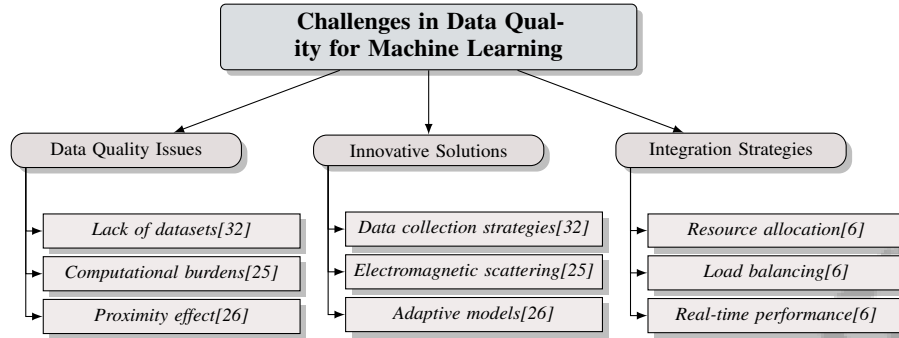 Challenges in Data Qual-
ity for Machine Learning
Data Quality Issues
Innovative Solutions
Integration Strategies
Lack of datasets[32]
Data collection strategies[32]
Resource allocation[6]
Computational burdens[25]
Electromagnetic scattering[25]
Load balancing[6]
Proximity effect[26]
Adaptive models[26]
Real-time performance[6]